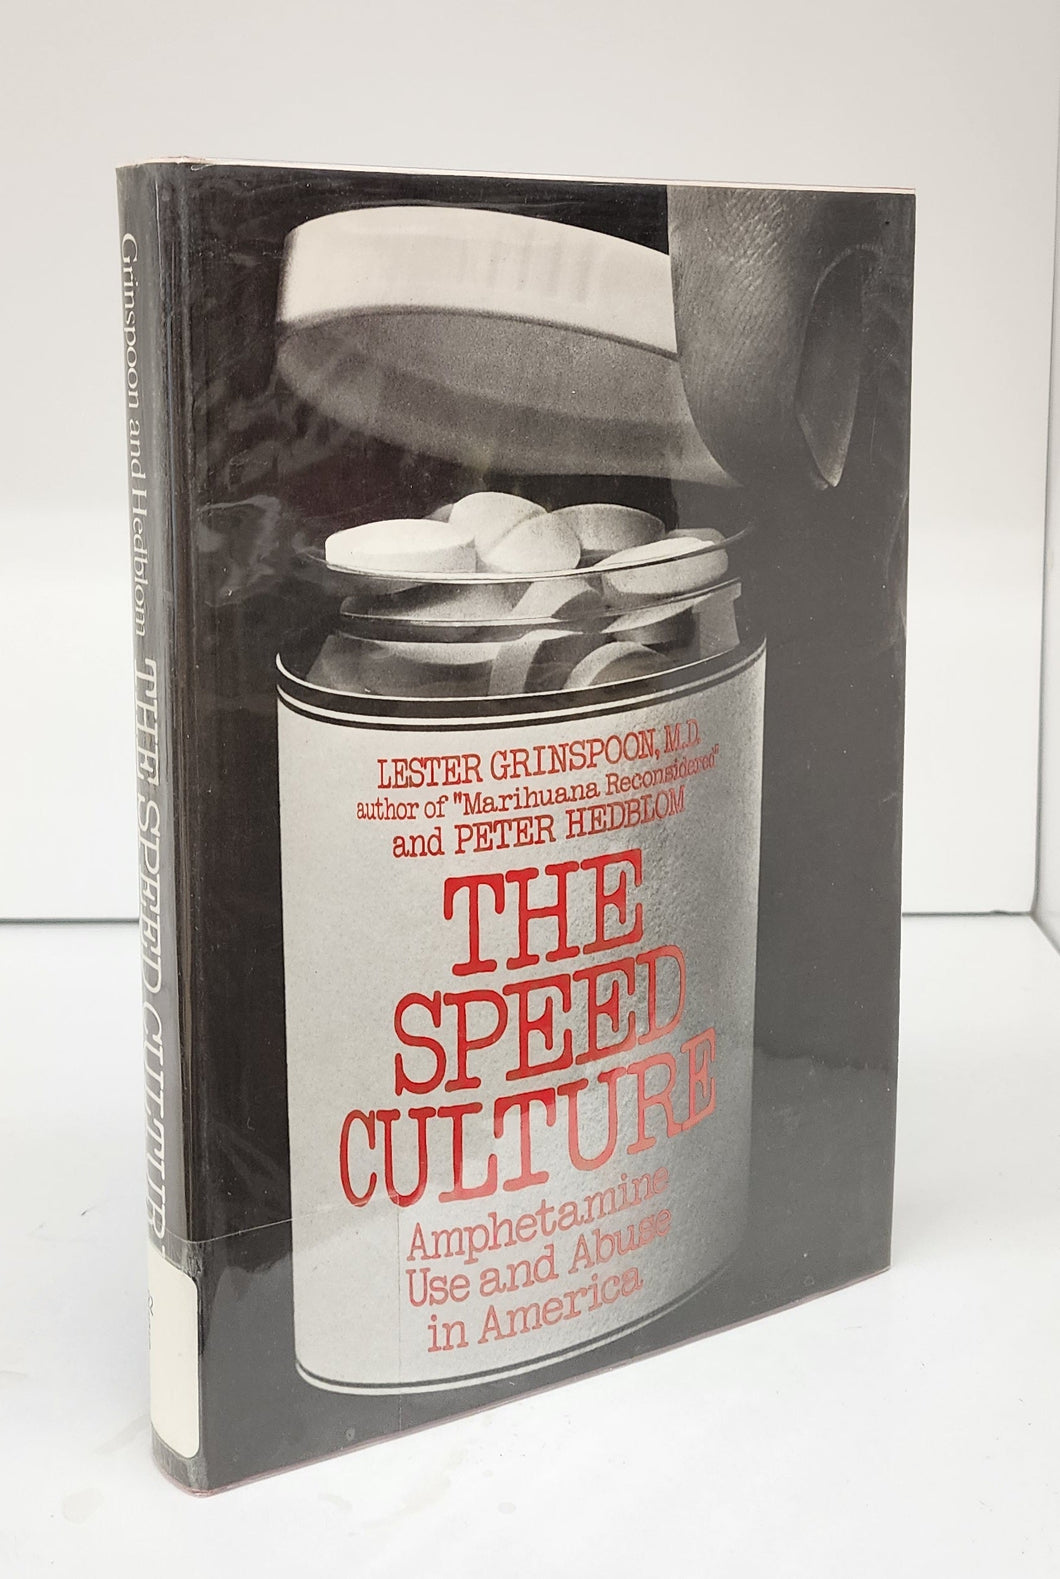 Grinspoon and Hedblom THE SPEED CULTUR
LESTER GRINSPOON, M.D.
author of "Marihuana Reconsidered"
and PETER HEDBLOM
THE
SPEED
CULTURE
Amphetamine
Use and Abuse
in America